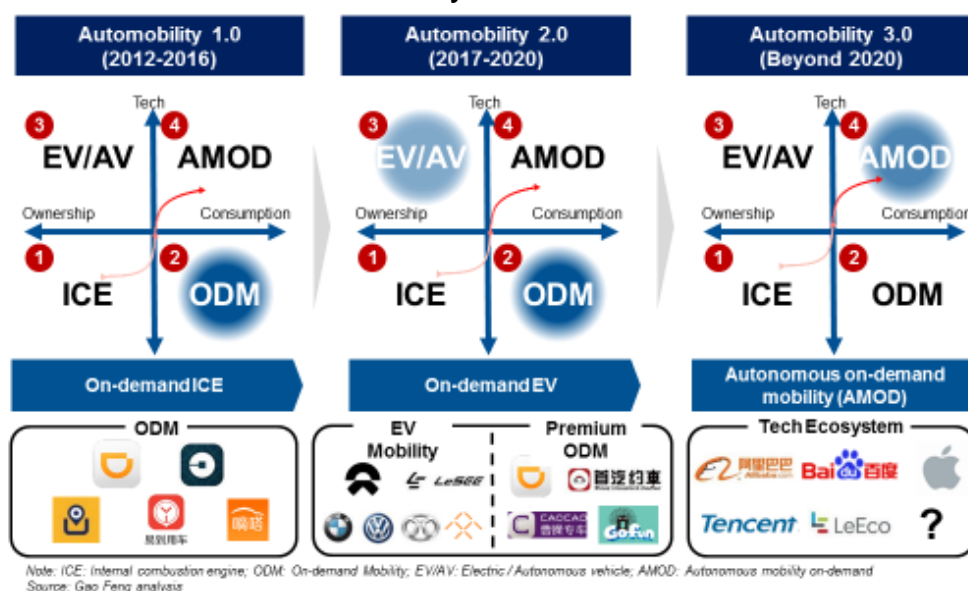 Automobility 1.0
(2012-2016)
Automobility 2.0
(2017-2020)
Automobility 3.0
(Beyond 2020)
Tech
3
4
EV/AV
AMOD
Ownership
Consumption
1
2
ICE
ODM
Tech
3
4
EV/AV
AMOD
Ownership
Consumption
1
2
ICE
ODM
Tech
3
4
EV/AV
AMOD
Ownership
Consumption
1
2
ICE
ODM
On-demand ICE
On-demand EV
Autonomous on-demand
mobility (AMOD)
ODM
易到用车
嘀嗒
EV
Mobility
LeSEE
BMW
Premium
ODM
首汽约車
CAOCAO
曹操专车
GoFun
Tech Ecosystem
阿里巴巴
Alibaba.com
Bai du 百度
Tencent
LeEco
?
Note: ICE: Internal combustion engine; ODM: On-demand Mobility; EV/AV: Electric / Autonomous vehicle; AMOD: Autonomous mobility on-demand
Source: Gao Feng analysis